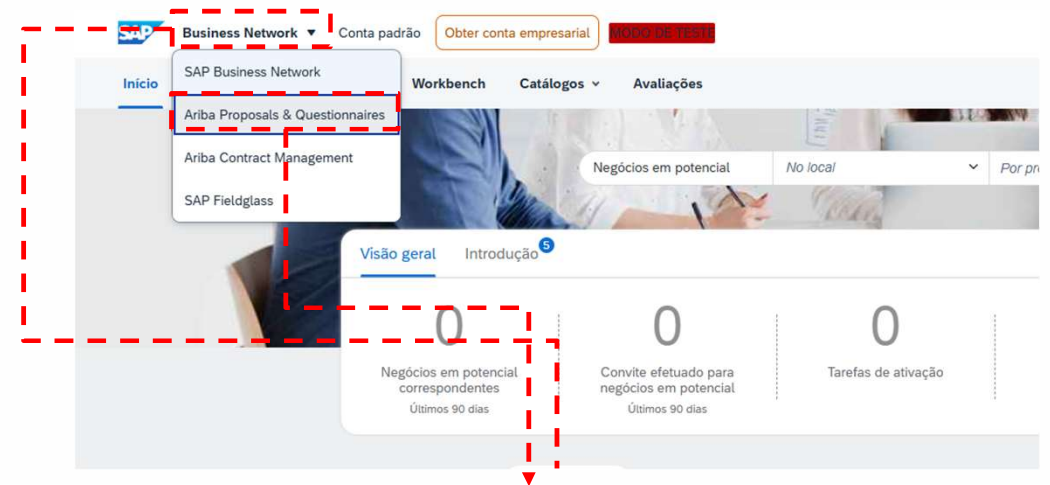 SAP Business Network ▼ Conta padrão Obter conta empresarial MODO DE TESTE
Início Workbench Catálogos Avaliações
SAP Business Network
Ariba Proposals & Questionnaires
Ariba Contract Management
SAP Fieldglass
Negócios em potencial No local Por pr
Visão geral Introdução 5
0 0 0
Negócios em potencial Convite efetuado para Tarefas de ativação
correspondentes negócios em potencial
Últimos 90 dias Últimos 90 dias